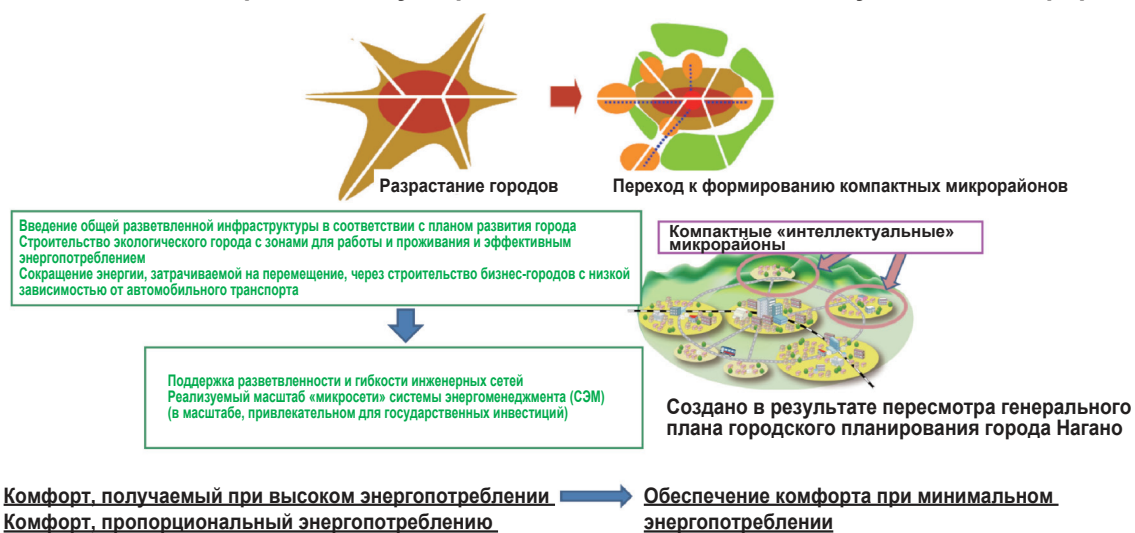 Разрастание городов
Переход к формированию компактных микрорайонов
Введение общей разветвленной инфраструктуры в соответствии с планом развития города
Строительство экологического города с зонами для работы и проживания и эффективным
энергопотреблением
Сокращение энергии, затрачиваемой на перемещение, через строительство бизнес-городов с низкой
зависимостью от автомобильного транспорта
Компактные «интеллектуальные»
микрорайоны
Поддержка разветвленности и гибкости инженерных сетей
Реализуемый масштаб «микросети» системы энергоменеджмента (СЭМ)
(в масштабе, привлекательном для государственных инвестиций)
Создано в результате пересмотра генерального
плана городского планирования города Нагано
Комфорт, получаемый при высоком энергопотреблении
Комфорт, пропорциональный энергопотреблению
Обеспечение комфорта при минимальном
энергопотреблении